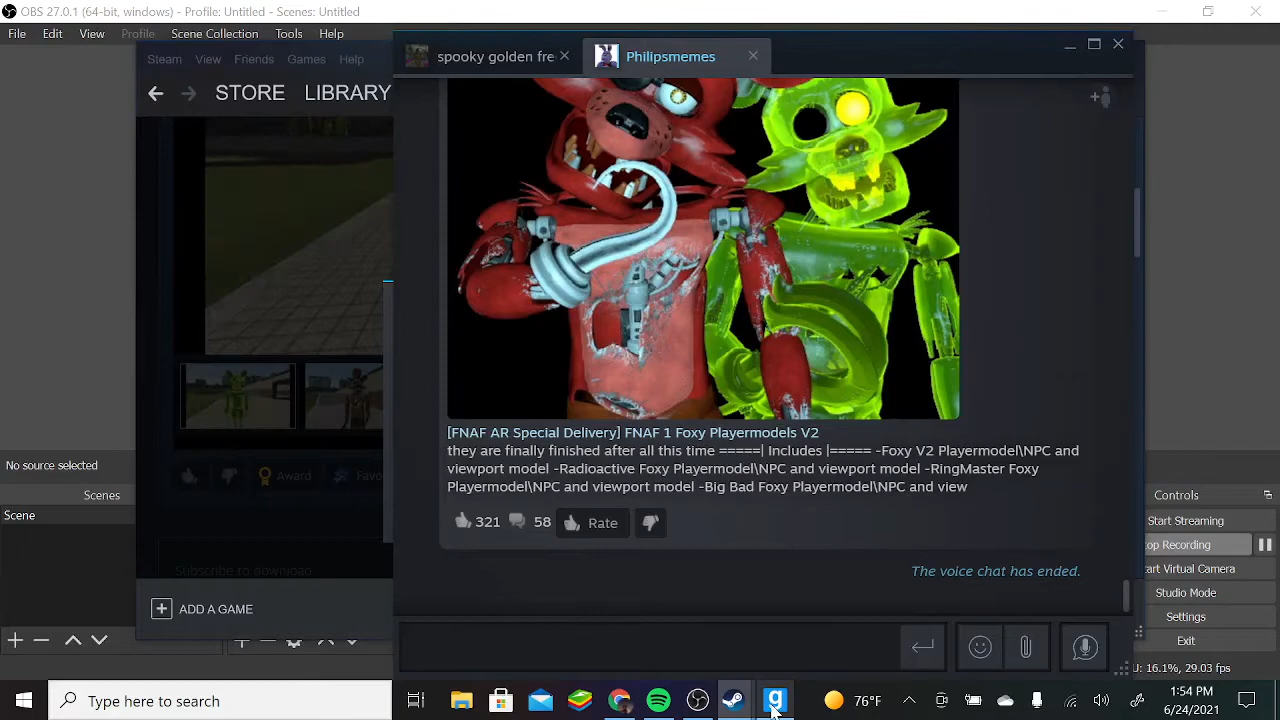 OBS 27.0.1 (64-bit, windows) - Profile: Untitled - Scenes: Untitled
File Edit View Profile Scene Collection Tools Help
Steam View Friends Games Help
spooky golden fre
Philipsmemes
STORE LIBRARY
[FNAF AR Special Delivery] FNAF 1 Foxy Playermodels V2
they are finally finished after all this time =====| Includes |===== -Foxy V2 Playermodel\NPC and
viewport model -Radioactive Foxy Playermodel\NPC and viewport model -RingMaster Foxy
Playermodel\NPC and viewport model -Big Bad Foxy Playermodel\NPC and view
321 58 Rate
The voice chat has ended.
No source selected
Award Favo
Scenes
Scene
Subscribe to download
ADD A GAME
Controls
Start Streaming
op Recording
art Virtual Camera
Studio Mode
Settings
Exit
U: 16.1%, 29.03 fps
Type here to search
76°F
1:54 PM
6/24/2021